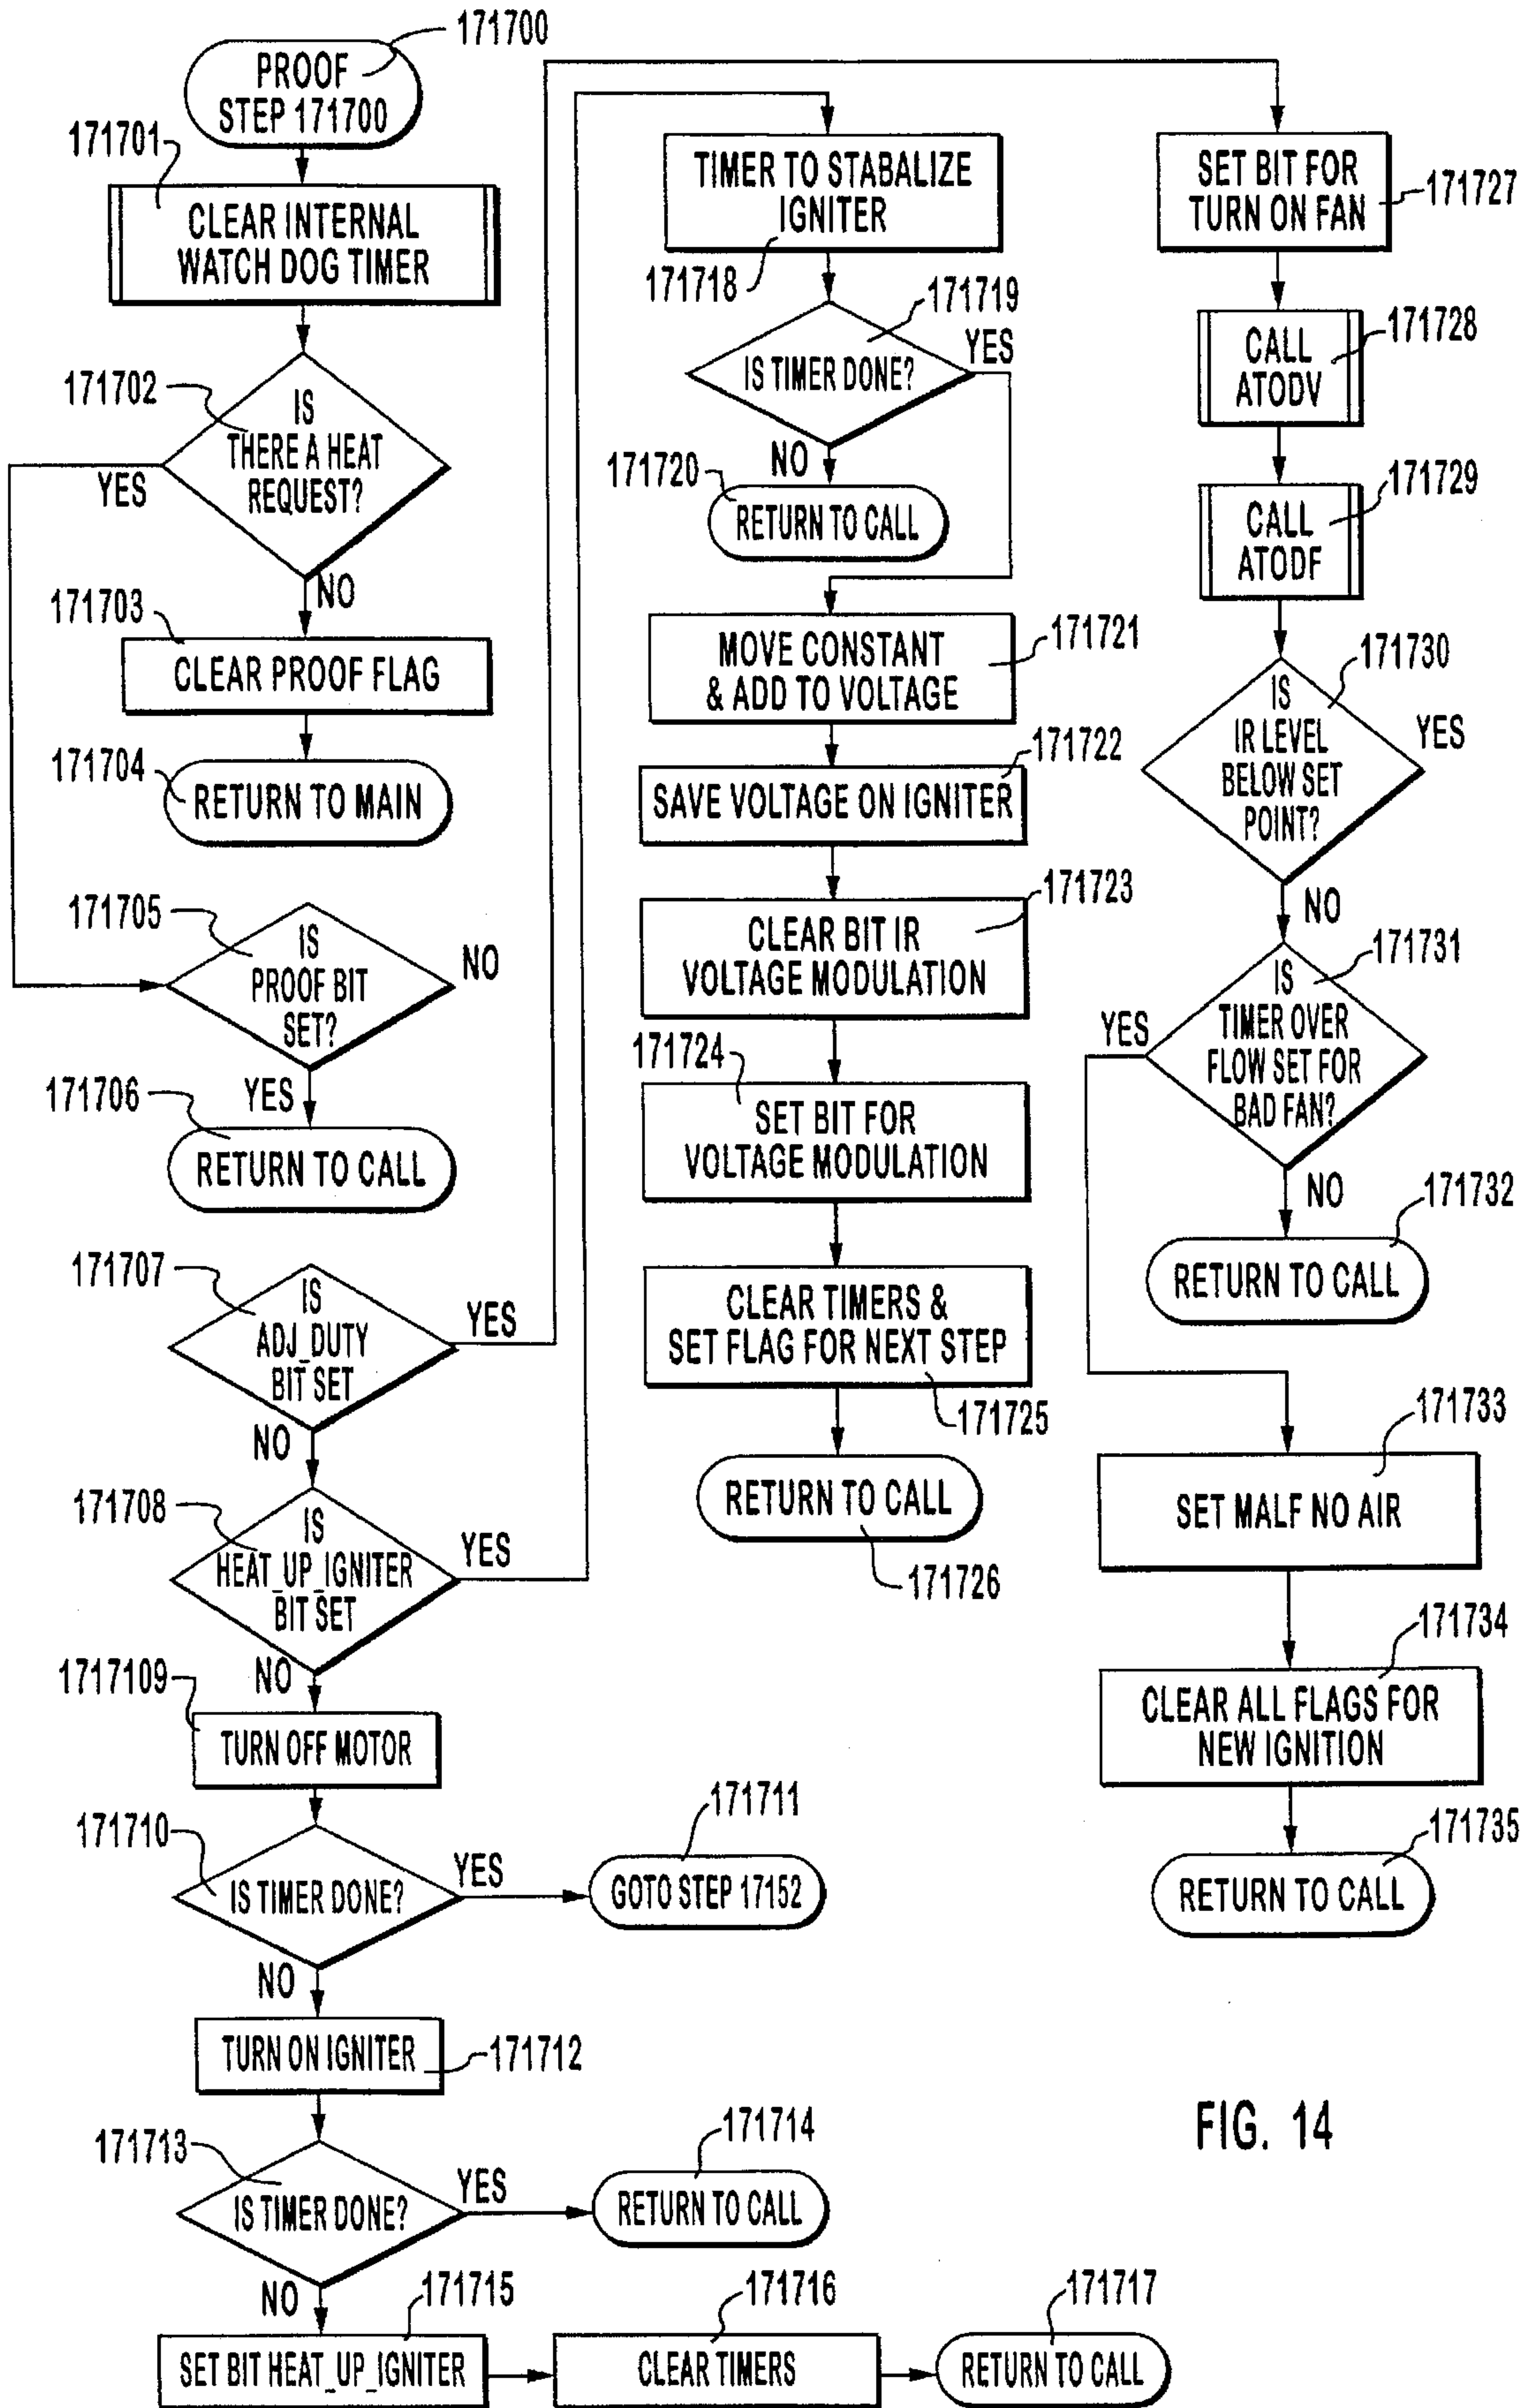 171700
PROOF
STEP 171700
171701
CLEAR INTERNAL
WATCH DOG TIMER
171702
IS
THERE A HEAT
REQUEST?
YES
NO
171703
CLEAR PROOF FLAG
171704
RETURN TO MAIN
171705
IS
PROOF BIT
SET?
NO
YES
171706
RETURN TO CALL
171707
IS
ADJ_DUTY
BIT SET
YES
NO
171708
IS
HEAT_UP_IGNITER
BIT SET
YES
NO
1717109
TURN OFF MOTOR
171710
IS TIMER DONE?
YES
171711
GOTO STEP 17152
NO
TURN ON IGNITER
171712
171713
IS TIMER DONE?
YES
171714
RETURN TO CALL
NO
171715
SET BIT HEAT_UP_IGNITER
171716
CLEAR TIMERS
171717
RETURN TO CALL
TIMER TO STABALIZE
IGNITER
171718
171719
IS TIMER DONE?
YES
NO
171720
RETURN TO CALL
MOVE CONSTANT
& ADD TO VOLTAGE
171721
171722
SAVE VOLTAGE ON IGNITER
171723
CLEAR BIT IR
VOLTAGE MODULATION
171724
SET BIT FOR
VOLTAGE MODULATION
CLEAR TIMERS &
SET FLAG FOR NEXT STEP
171725
RETURN TO CALL
171726
SET BIT FOR
TURN ON FAN
171727
CALL
ATODV
171728
CALL
ATODF
171729
171730
IS
IR LEVEL
BELOW SET
POINT?
YES
NO
171731
IS
TIMER OVER
FLOW SET FOR
BAD FAN?
YES
NO
171732
RETURN TO CALL
171733
SET MALF NO AIR
171734
CLEAR ALL FLAGS FOR
NEW IGNITION
171735
RETURN TO CALL
FIG. 14